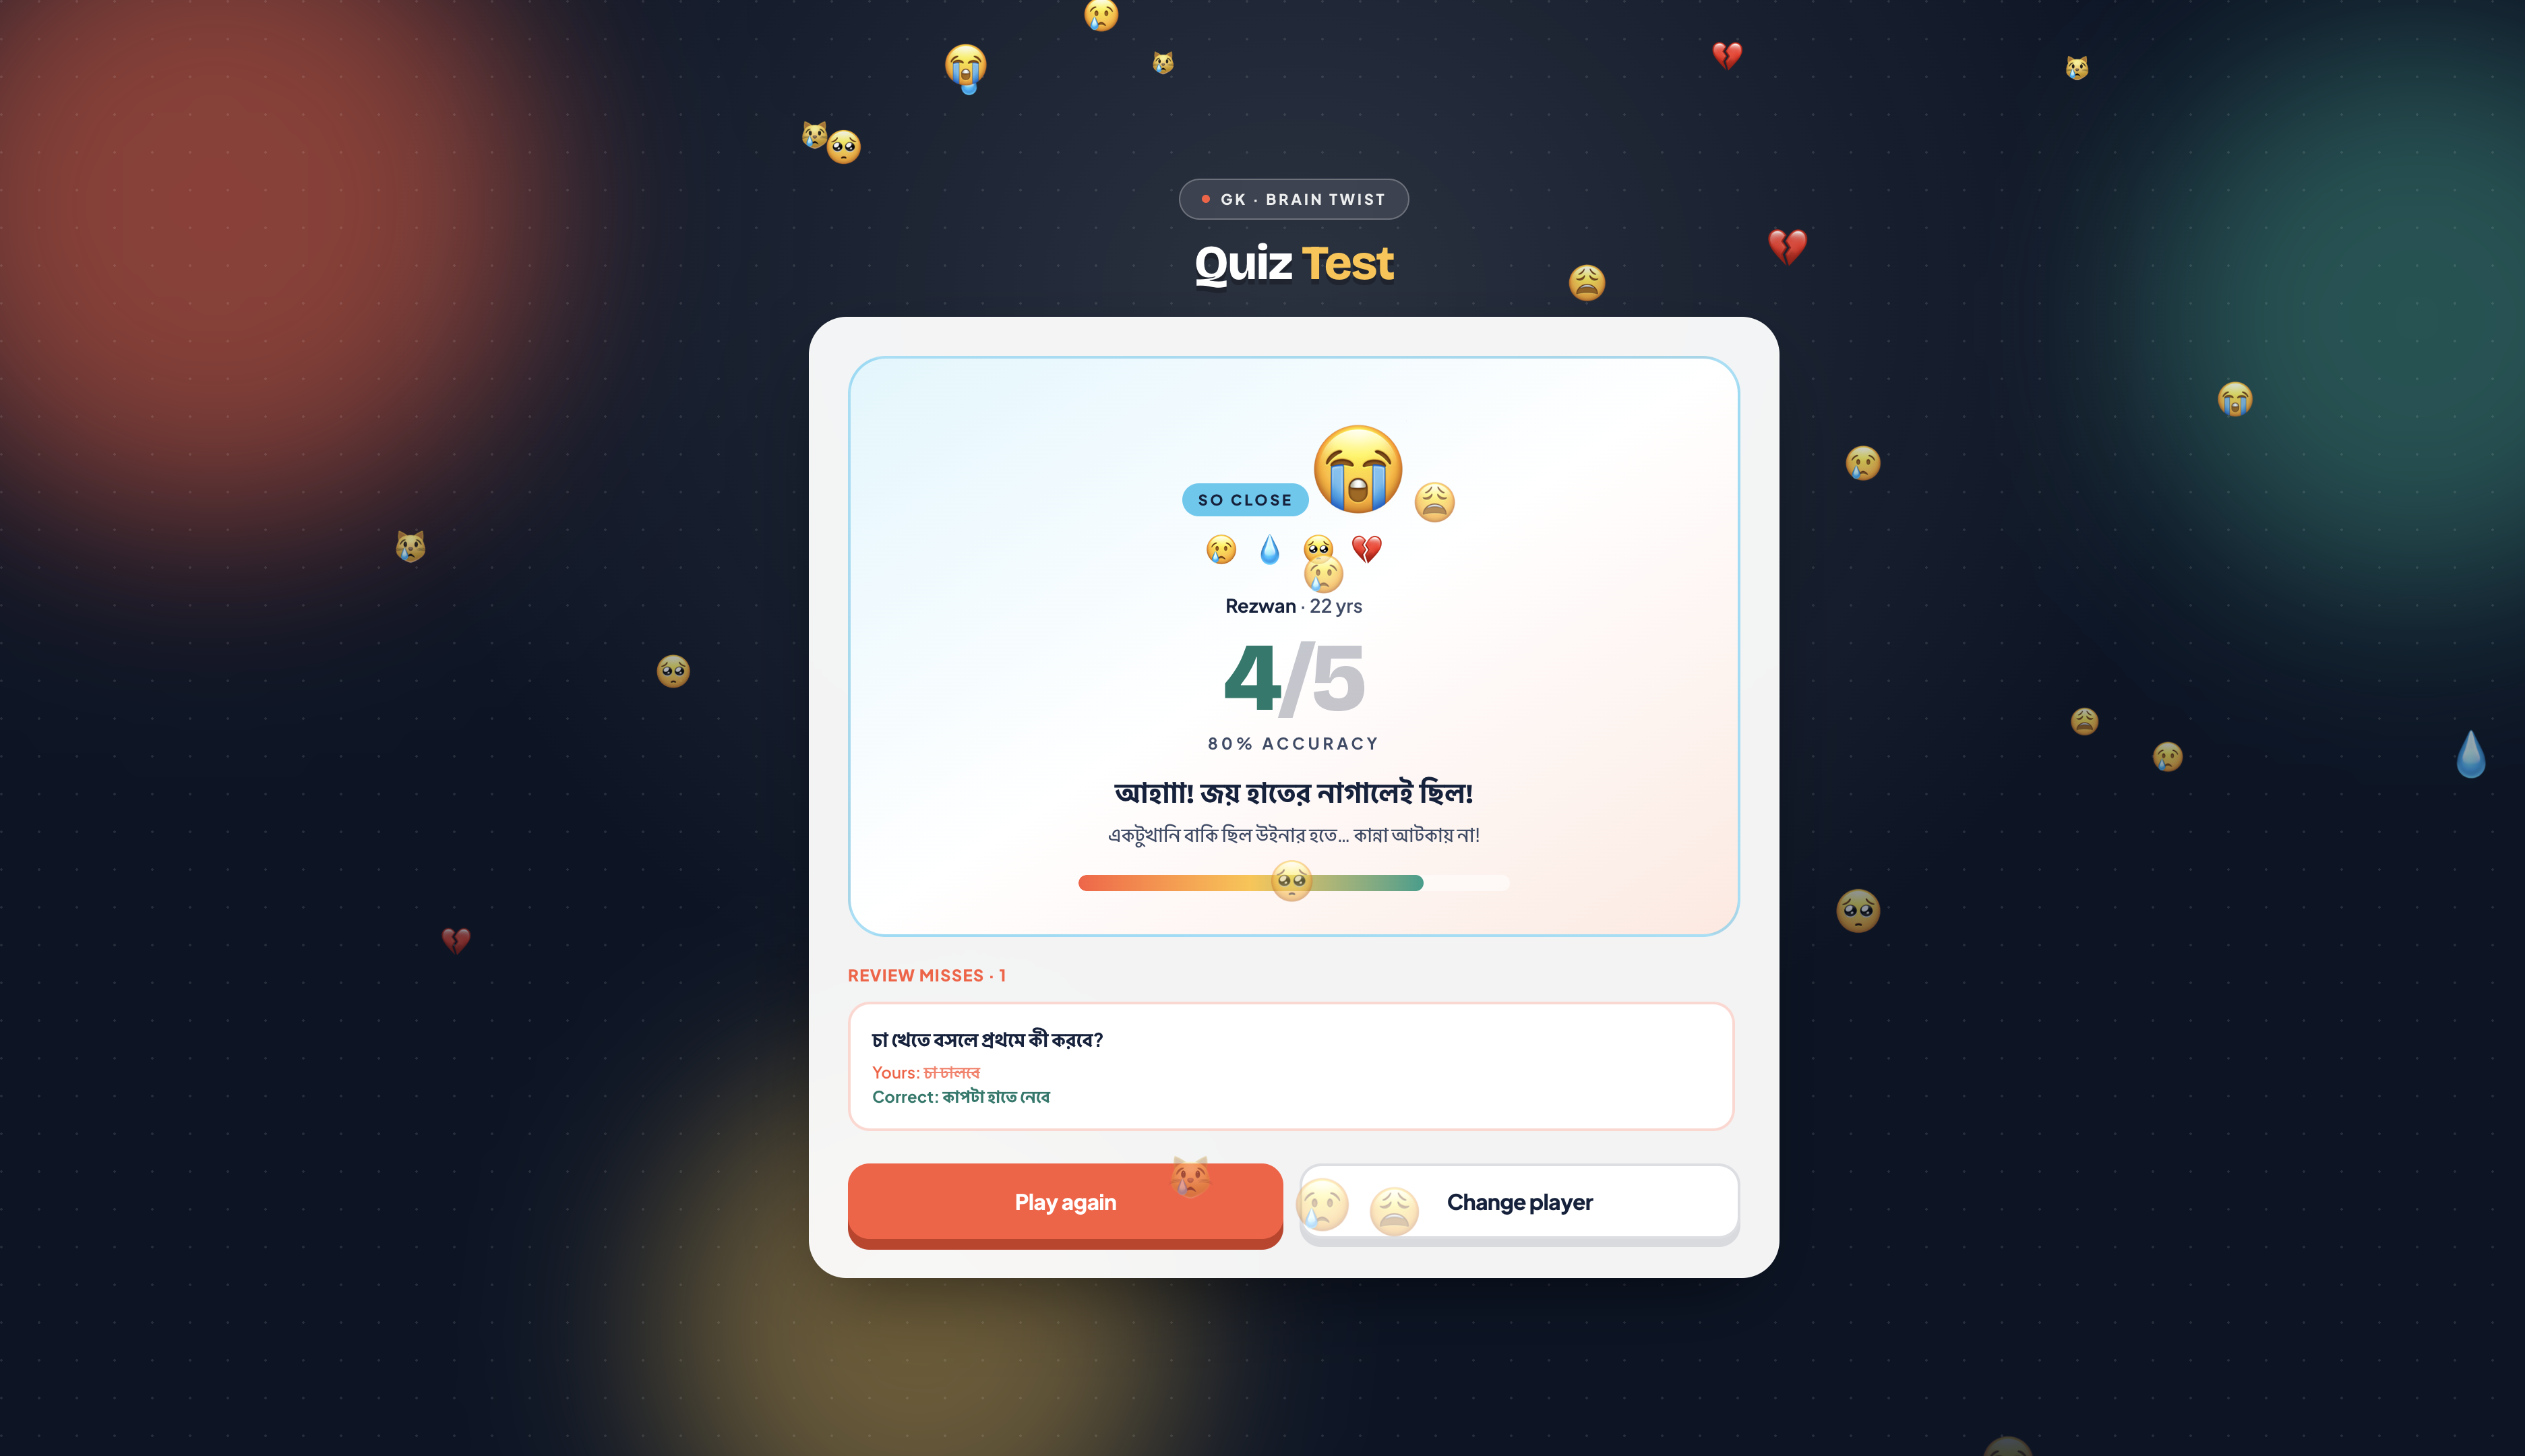 GK · BRAIN TWIST
Quiz Test
SO CLOSE
Rezwan · 22 yrs
4/5
80% ACCURACY
আহাাা! জয় হাতের নাগালেই ছিল!
একটুখানি বাকি ছিল উইনার হতে... কান্না আটকায় না!
REVIEW MISSES · 1
চা খেতে বসলে প্রথমে কী করবে?
Yours: চা ঢালবে
Correct: কাপটা হাতে নেবে
Play again
Change player